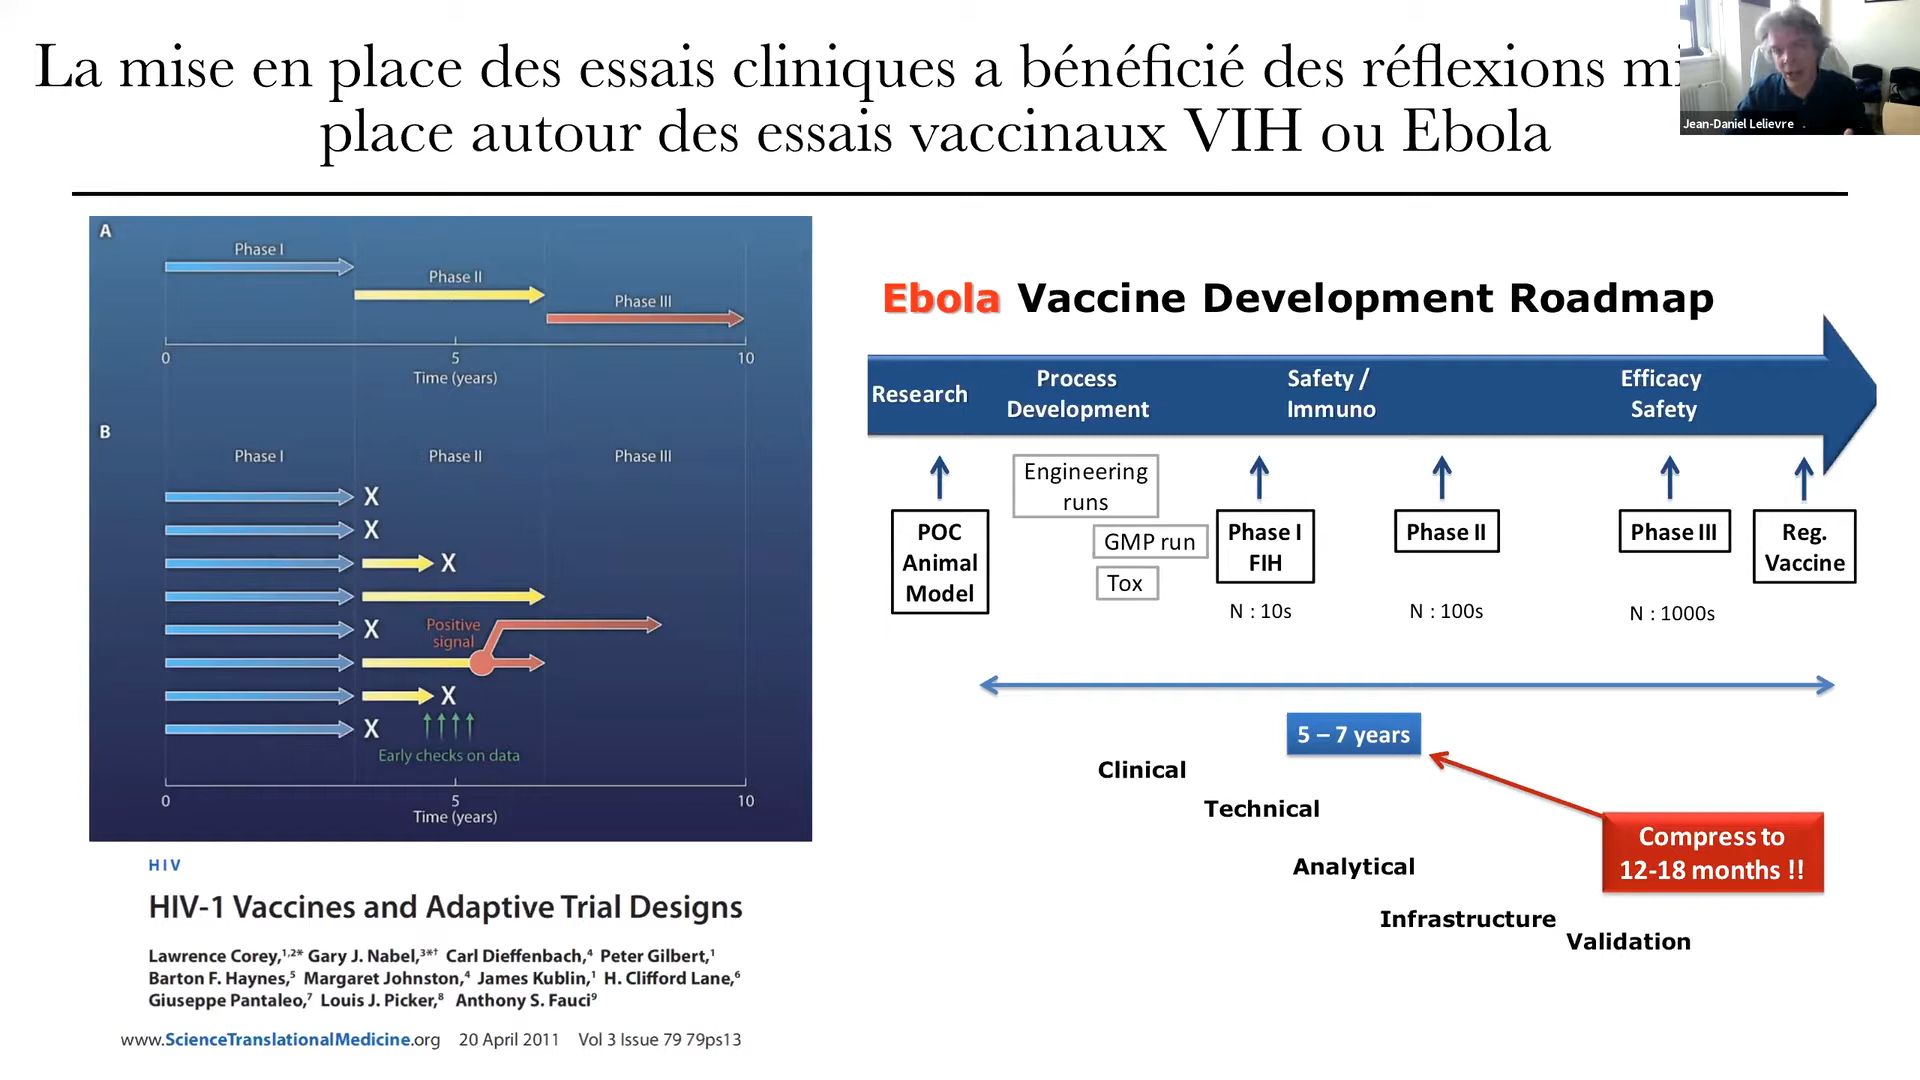 La mise en place des essais cliniques a bénéficié des réflexions mi
place autour des essais vaccinaux VIH ou Ebola
Jean-Daniel Lelievre
A
Phase I
Phase II
Phase III
0 5 10
Time (years)
B
Phase I Phase II Phase III
X
X
X
X
Positive
signal
X
X
Early checks on data
0 5 10
Time (years)
HIV
HIV-1 Vaccines and Adaptive Trial Designs
Lawrence Corey,1,2* Gary J. Nabel,3*† Carl Dieffenbach,4 Peter Gilbert,1
Barton F. Haynes,5 Margaret Johnston,4 James Kublin,1 H. Clifford Lane,6
Giuseppe Pantaleo,7 Louis J. Picker,8 Anthony S. Fauci9
www.ScienceTranslationalMedicine.org 20 April 2011 Vol 3 Issue 79 79ps13
Ebola Vaccine Development Roadmap
Research
Process
Development
Safety /
Immuno
Efficacy
Safety
POC
Animal
Model
Engineering
runs
GMP run
Tox
Phase I
FIH
N : 10s
Phase II
N : 100s
Phase III
N : 1000s
Reg.
Vaccine
5 – 7 years
Clinical
Technical
Analytical
Infrastructure
Validation
Compress to
12-18 months !!